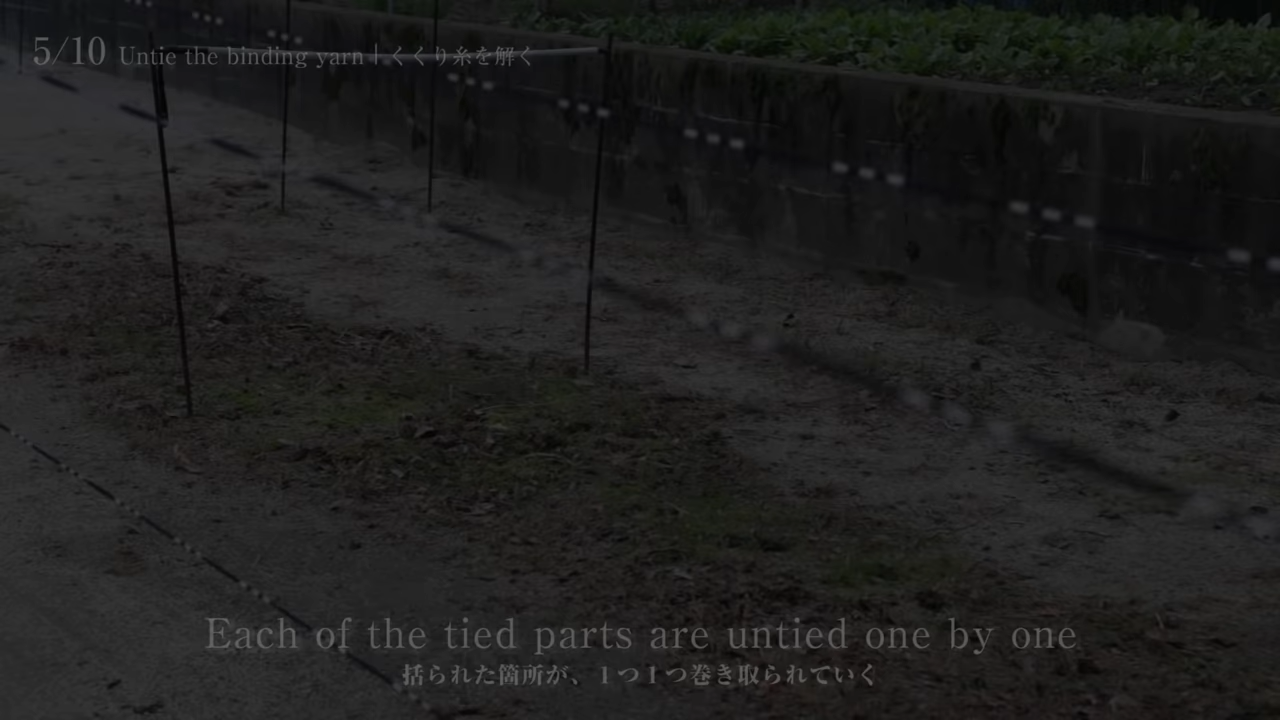 5/10 Untie the binding yarn | くくり糸を解く
Each of the tied parts are untied one by one
括られた箇所が、１つ１つ巻き取られていく